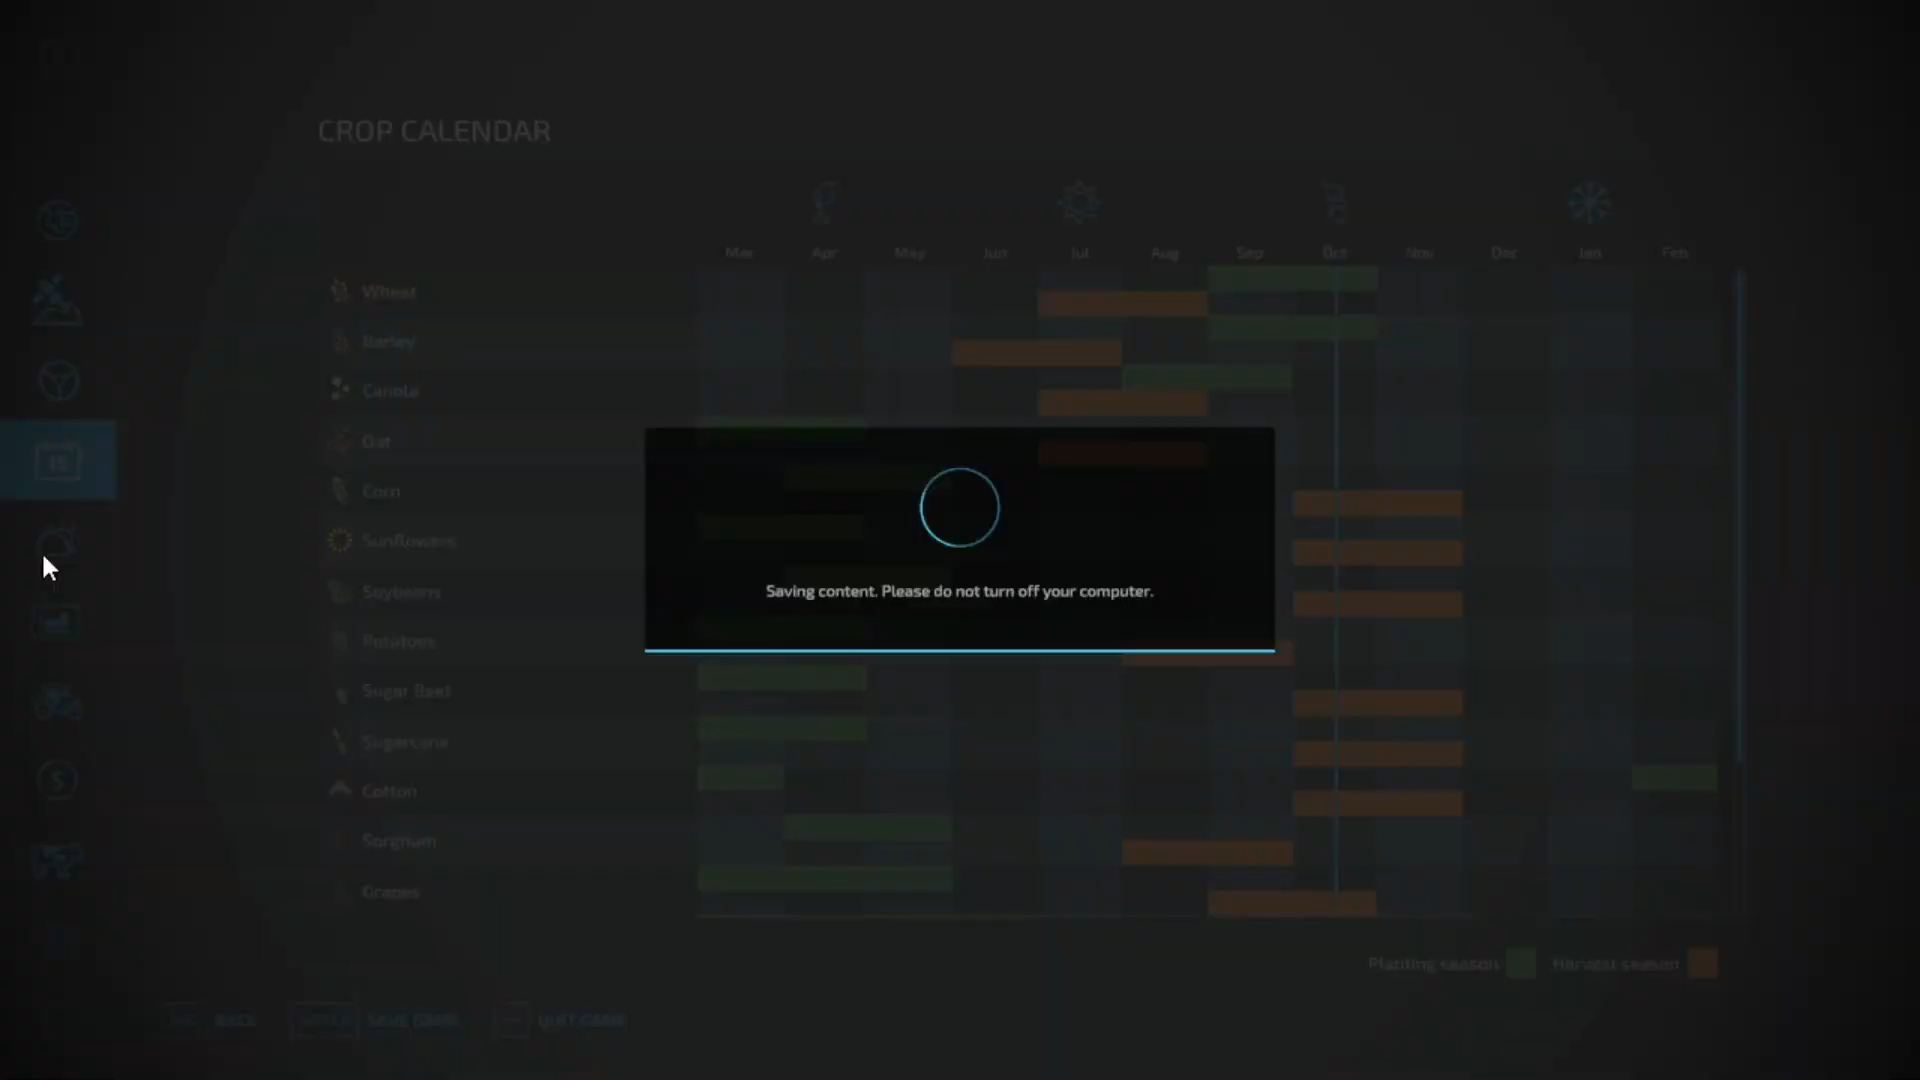 CROP CALENDAR
Mar Apr May Jun Jul Aug Sep Oct Nov Dec Jan Feb
Wheat
Barley
Canola
Oat
Corn
Sunflowers
Soybeans
Potatoes
Saving content. Please do not turn off your computer.
Sugar Beet
Sugarcane
Cotton
Sorghum
Grapes
Planting season Harvest season
BACK SAVE GAME QUIT GAME